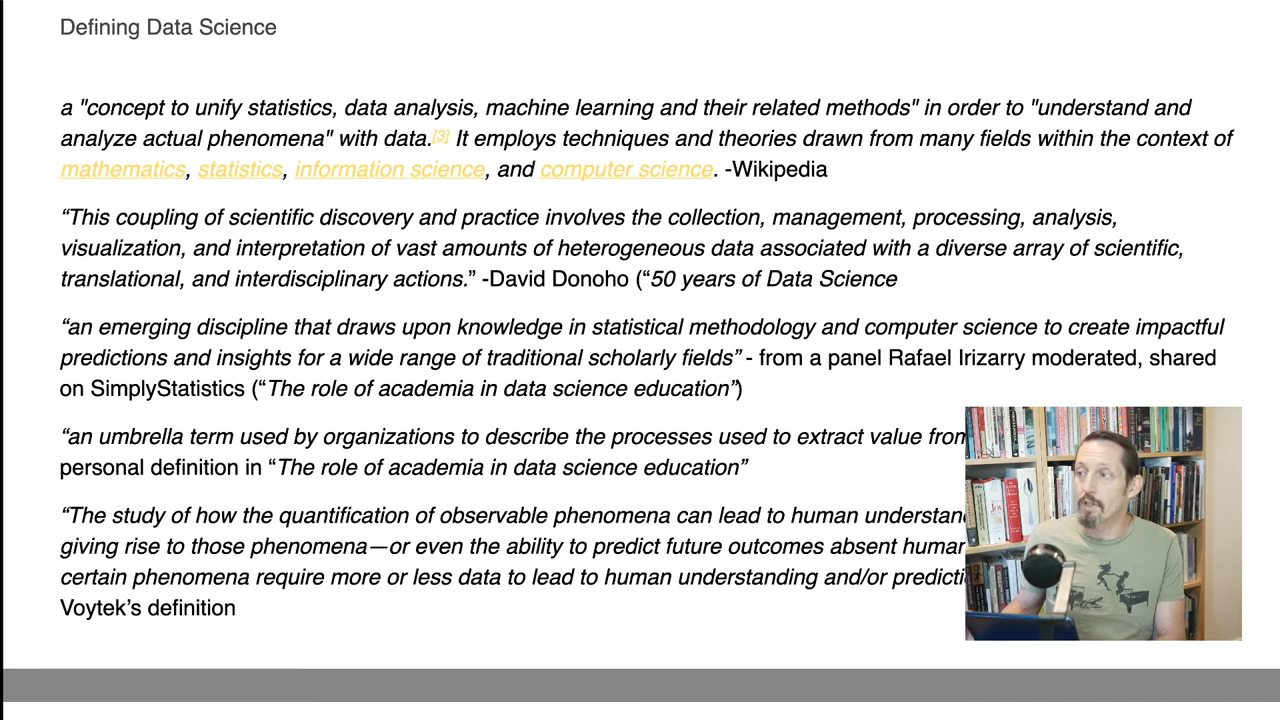 Defining Data Science
a "concept to unify statistics, data analysis, machine learning and their related methods" in order to "understand and
analyze actual phenomena" with data.[3] It employs techniques and theories drawn from many fields within the context of
mathematics, statistics, information science, and computer science. -Wikipedia
“This coupling of scientific discovery and practice involves the collection, management, processing, analysis,
visualization, and interpretation of vast amounts of heterogeneous data associated with a diverse array of scientific,
translational, and interdisciplinary actions.” -David Donoho (“50 years of Data Science
“an emerging discipline that draws upon knowledge in statistical methodology and computer science to create impactful
predictions and insights for a wide range of traditional scholarly fields” - from a panel Rafael Irizarry moderated, shared
on SimplyStatistics (“The role of academia in data science education”)
“an umbrella term used by organizations to describe the processes used to extract value from
personal definition in “The role of academia in data science education”
“The study of how the quantification of observable phenomena can lead to human
giving rise to those phenomena—or even the ability to predict future outcomes absent human
certain phenomena require more or less data to lead to human understanding and/or
Voytek’s definition